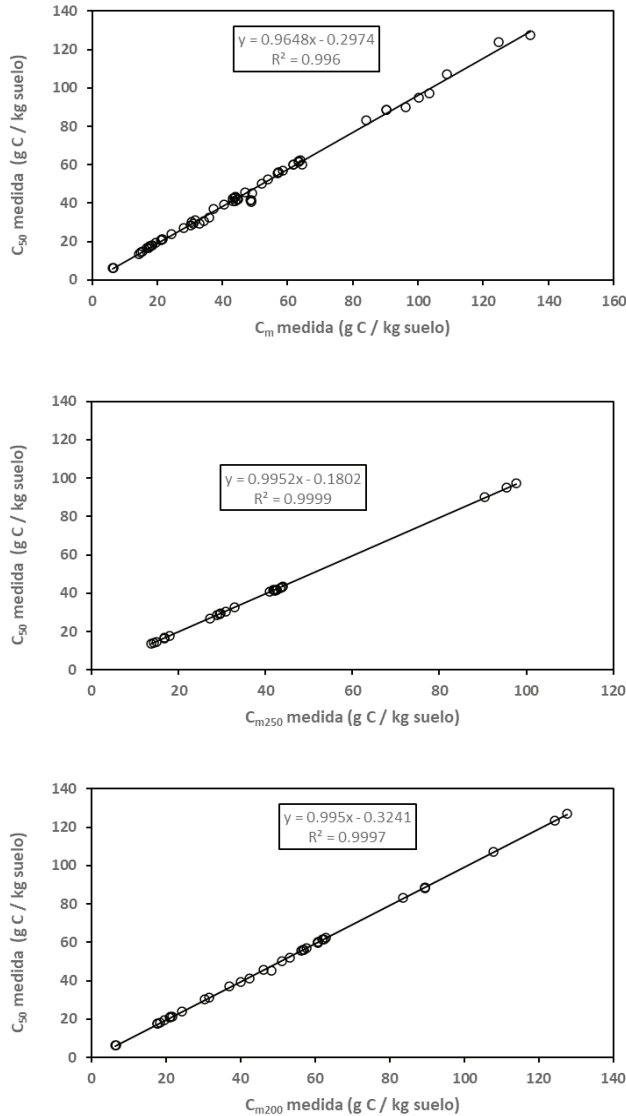 140
120
100
80
60
40
20
0
C50 medida (g C / kg suelo)
y = 0.9648x - 0.2974
R² = 0.996
0 20 40 60 80 100 120 140 160
Cm medida (g C / kg suelo)
140
120
100
80
60
40
20
0
C50 medida (g C / kg suelo)
y = 0.9952x - 0.1802
R² = 0.9999
0 20 40 60 80 100 120
Cm250 medida (g C / kg suelo)
140
120
100
80
60
40
20
0
C50 medida (g C / kg suelo)
y = 0.995x - 0.3241
R² = 0.9997
0 20 40 60 80 100 120 140
Cm200 medida (g C / kg suelo)